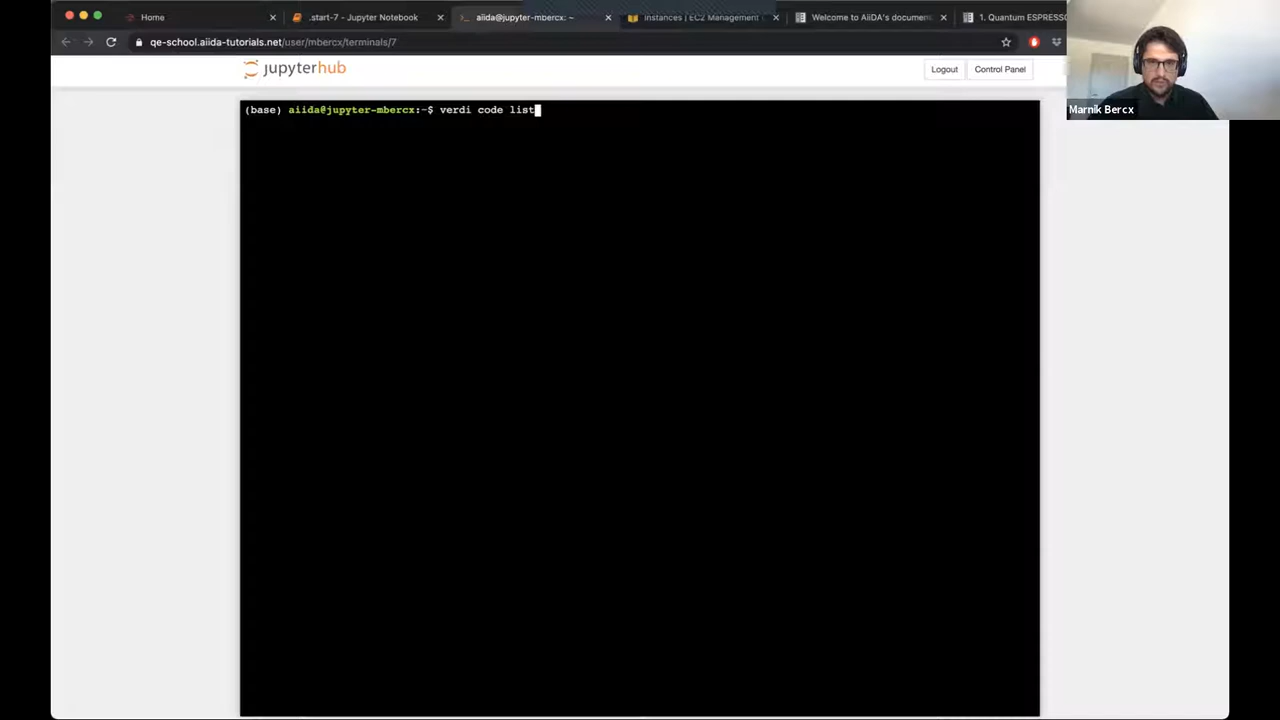 Home
.start-7 - Jupyter Notebook
aiida@jupyter-mbercx: ~
Instances | EC2 Management
Welcome to AiiDA's document
1. Quantum ESPRESSO
qe-school.aiida-tutorials.net/user/mbercx/terminals/7
jupyterhub
Logout
Control Panel
Marnik Bercx
(base) aiida@jupyter-mbercx:~$ verdi code list